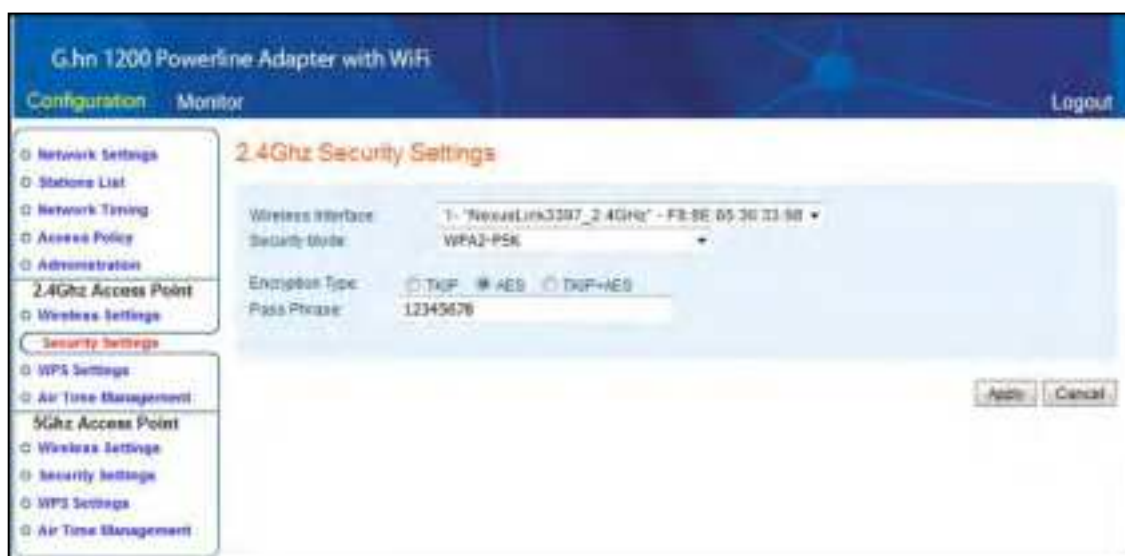 G.hn 1200 Powerline Adapter with WiFi
Configuration Monitor Logout
Network Settings
Stations List
Network Timing
Access Policy
Administration
2.4Ghz Access Point
Wireless Settings
Security Settings
WPS Settings
Air Time Management
5Ghz Access Point
Wireless Settings
Security Settings
WPS Settings
Air Time Management
2.4Ghz Security Settings
Wireless Interface 1- "NexusLink3397_2.4GHz" -
Security Mode WPA2-PSK
Encryption Type TKIP AES TKIP+AES
Pass Phrase 12345678
Apply Cancel